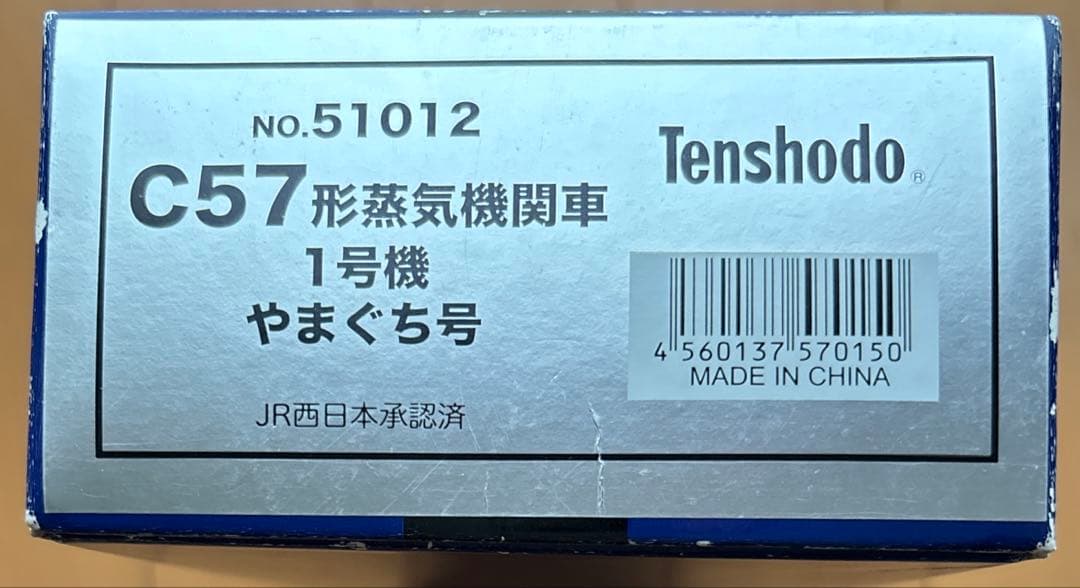 NO.51012
C57形蒸気機関車
1号機
やまぐち号
JR西日本承認済
Tenshodo®
4 560137 570150
MADE IN CHINA